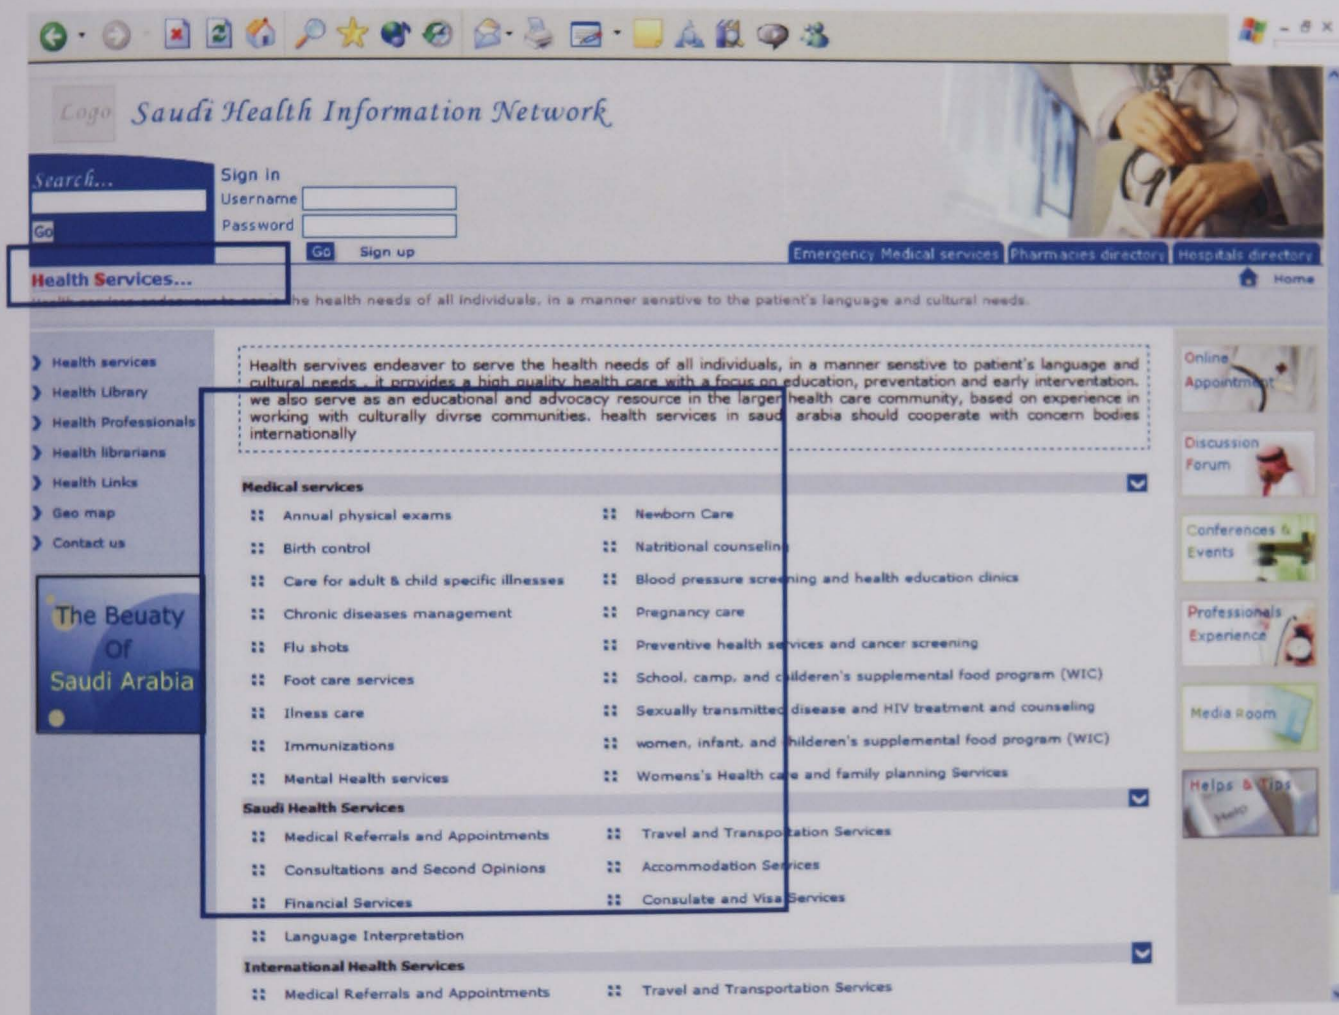 Logo Saudi Health Information Network
Search...
Go
Sign in
Username
Password
Go Sign up
Emergency Medical services Pharmacies directory Hospitals directory
Health Services...
Home
the health needs of all individuals, in a manner senstive to the patient's language and cultural needs.
Health services
Health Library
Health Professionals
Health librarians
Health Links
Geo map
Contact us
The Beuaty
Of
Saudi Arabia
Health servives endeaver to serve the health needs of all individuals, in a manner senstive to patient's language and
cultural needs . it provides a high quality health care with a focus on education, preventation and early interventation.
we also serve as an educational and advocacy resource in the larger health care community, based on experience in
working with culturally divrse communities. health services in saudi arabia should cooperate with concern bodies
internationally
Medical services
Annual physical exams Newborn Care
Birth control Natritional counseling
Care for adult & child specific illnesses Blood pressure screening and health education clinics
Chronic diseases management Pregnancy care
Flu shots Preventive health services and cancer screening
Foot care services School, camp, and childeren's supplemental food program (WIC)
Ilness care Sexually transmitted disease and HIV treatment and counseling
Immunizations women, infant, and childeren's supplemental food program (WIC)
Mental Health services Womens's Health care and family planning Services
Saudi Health Services
Medical Referrals and Appointments Travel and Transportation Services
Consultations and Second Opinions Accommodation Services
Financial Services Consulate and Visa Services
Language Interpretation
International Health Services
Medical Referrals and Appointments Travel and Transportation Services
Online
Appointment
Discussion
Forum
Conferences &
Events
Professionals
Experience
Media Room
Helps & Tips
Help